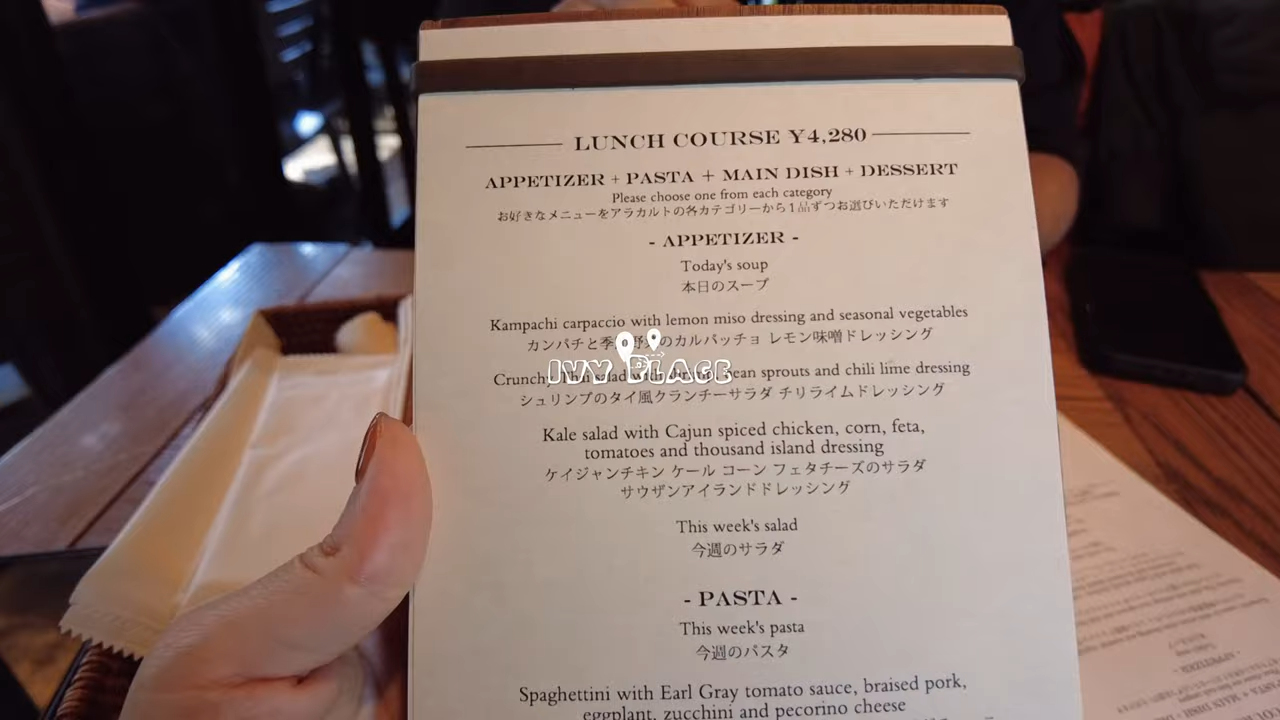 LUNCH COURSE ¥4,280
APPETIZER + PASTA + MAIN DISH + DESSERT
Please choose one from each category
お好きなメニューをアラカルトの各カテゴリーから1品ずつお選びいただけます
- APPETIZER -
Today's soup
本日のスープ
Kampachi carpaccio with lemon miso dressing and seasonal vegetables
カンパチと季 野 のカルパッチョ レモン味噌ドレッシング
IVY PLACE
Crunchy Thai salad with shrimp, bean sprouts and chili lime dressing
シュリンプのタイ風クランチーサラダ チリライムドレッシング
Kale salad with Cajun spiced chicken, corn, feta,
tomatoes and thousand island dressing
ケイジャンチキン ケール コーン フェタチーズのサラダ
サウザンアイランドドレッシング
This week's salad
今週のサラダ
- PASTA -
This week's pasta
今週のパスタ
Spaghettini with Earl Gray tomato sauce, braised pork,
eggplant, zucchini and pecorino cheese